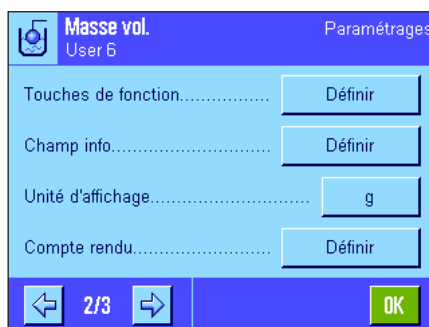 Masse vol. Paramétrages
User 6
Touches de fonction................. Définir
Champ info........................... Définir
Unité d'affichage........................... g
Compte rendu....................... Définir
2/3 OK